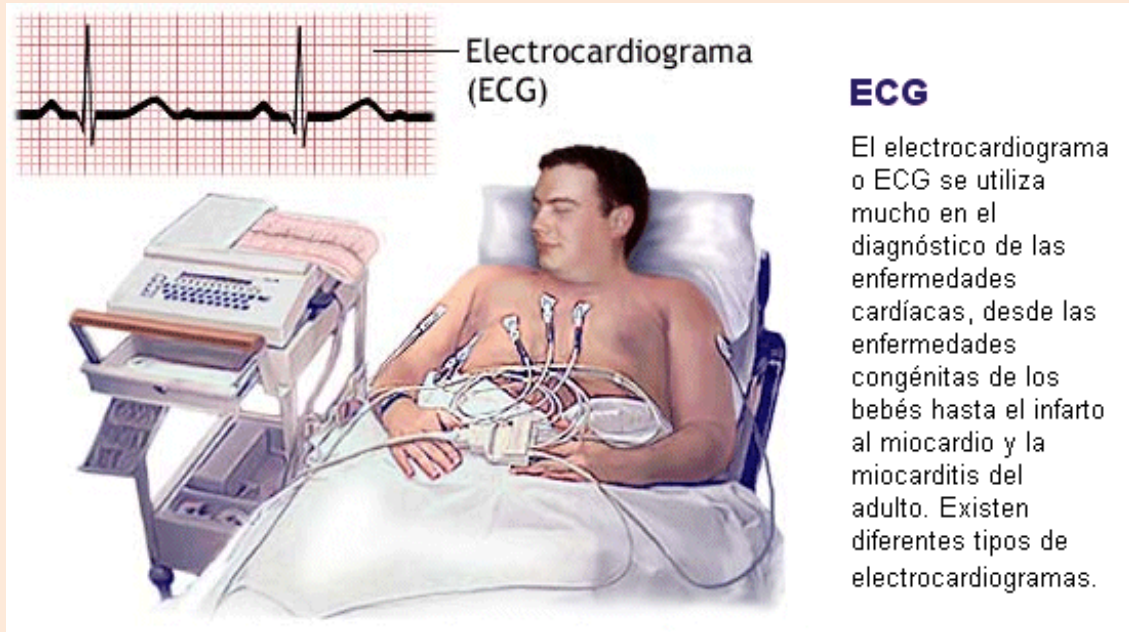 Electrocardiograma
(ECG)
ECG
El electrocardiograma
o ECG se utiliza
mucho en el
diagnóstico de las
enfermedades
cardíacas, desde las
enfermedades
congénitas de los
bebés hasta el infarto
al miocardio y la
miocarditis del
adulto. Existen
diferentes tipos de
electrocardiogramas.